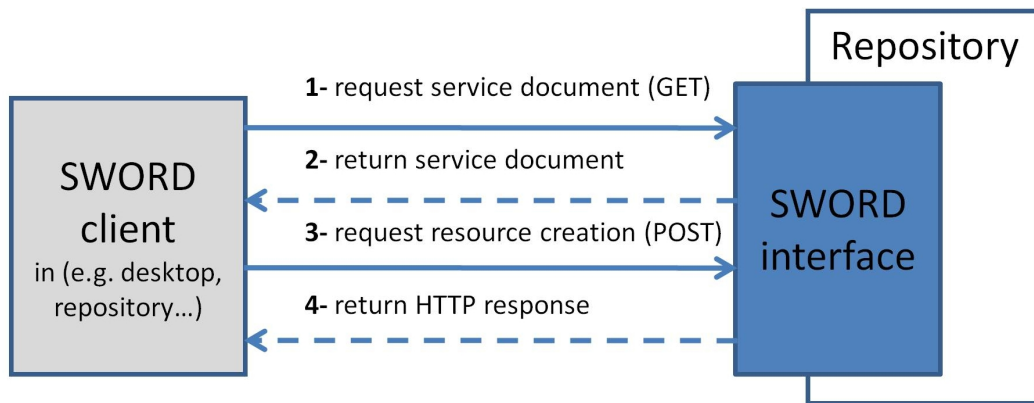 Repository
1- request service document (GET)
2- return service document
3- request resource creation (POST)
4- return HTTP response
SWORD
client
in (e.g. desktop,
repository...)
SWORD
interface